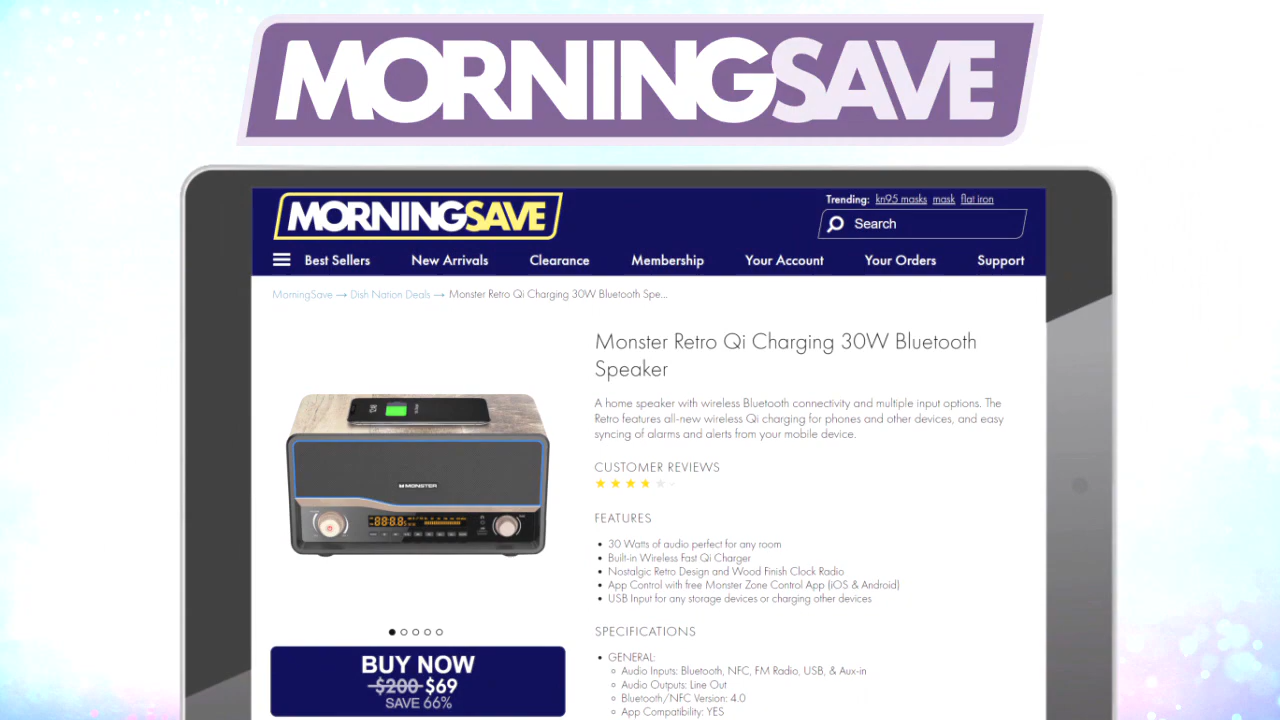 MORNINGSAVE
MORNINGSAVE
Trending: kn95 masks mask flat iron
Search
Best Sellers New Arrivals Clearance Membership Your Account Your Orders Support
MorningSave → Dish Nation Deals → Monster Retro Qi Charging 30W Bluetooth Spe...
Monster Retro Qi Charging 30W Bluetooth
Speaker
A home speaker with wireless Bluetooth connectivity and multiple input options. The
Retro features all-new wireless Qi charging for phones and other devices, and easy
syncing of alarms and alerts from your mobile device.
CUSTOMER REVIEWS
MONSTER
FEATURES
• 30 Watts of audio perfect for any room
• Built-in Wireless Fast Qi Charger
• Nostalgic Retro Design and Wood Finish Clock Radio
• App Control with free Monster Zone Control App (iOS & Android)
• USB Input for any storage devices or charging other devices
SPECIFICATIONS
• GENERAL:
Audio Inputs: Bluetooth, NFC, FM Radio, USB, & Aux-in
Audio Outputs: Line Out
Bluetooth/NFC Version: 4.0
App Compatibility: YES
BUY NOW
$200 $69
SAVE 66%